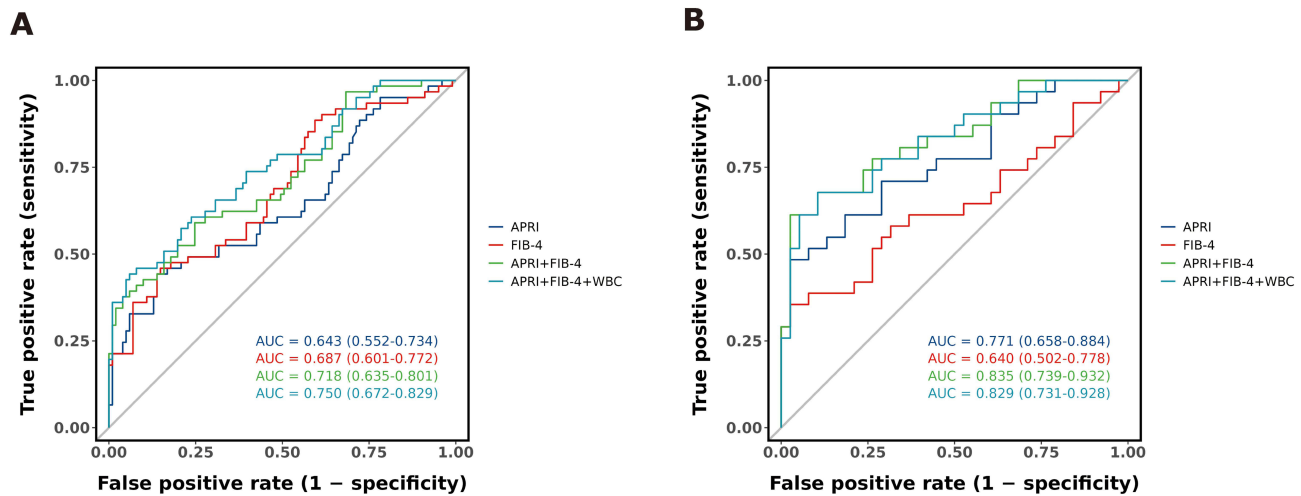 A
True positive rate (sensitivity)
1.00
0.75
0.50
0.25
0.00
AUC = 0.643 (0.552-0.734)
AUC = 0.687 (0.601-0.772)
AUC = 0.718 (0.635-0.801)
AUC = 0.750 (0.672-0.829)
0.00 0.25 0.50 0.75 1.00
False positive rate (1 − specificity)
APRI
FIB-4
APRI+FIB-4
APRI+FIB-4+WBC
B
True positive rate (sensitivity)
1.00
0.75
0.50
0.25
0.00
AUC = 0.771 (0.658-0.884)
AUC = 0.640 (0.502-0.778)
AUC = 0.835 (0.739-0.932)
AUC = 0.829 (0.731-0.928)
0.00 0.25 0.50 0.75 1.00
False positive rate (1 − specificity)
APRI
FIB-4
APRI+FIB-4
APRI+FIB-4+WBC